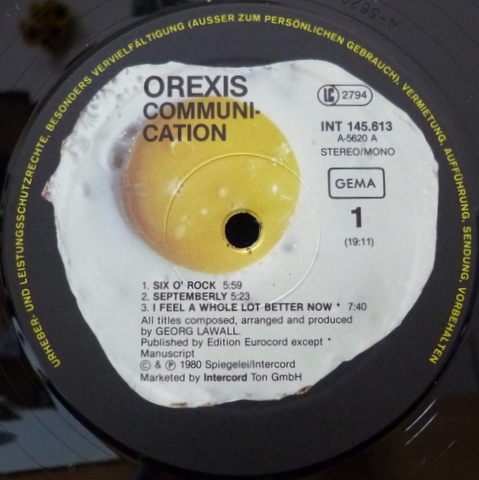 URHEBER- UND LEISTUNGSSCHUTZRECHTE, BESONDERS VERVIELFÄLTIGUNG (AUSSER ZUM PERSÖNLICHEN GEBRAUCH), VERMIETUNG, AUFFÜHRUNG, SENDUNG, VORBEHALTEN
OREXIS
COMMUNI-
CATION
LC 2794
INT 145.613
A-5620 A
STEREO/MONO
GEMA
1
(19:11)
1. SIX O' ROCK 5:59
2. SEPTEMBERLY 5:23
3. I FEEL A WHOLE LOT BETTER NOW * 7:40
All titles composed, arranged and produced
by GEORG LAWALL.
Published by Edition Eurocord except *
Manuscript
© & ℗ 1980 Spiegelei/Intercord
Marketed by Intercord Ton GmbH